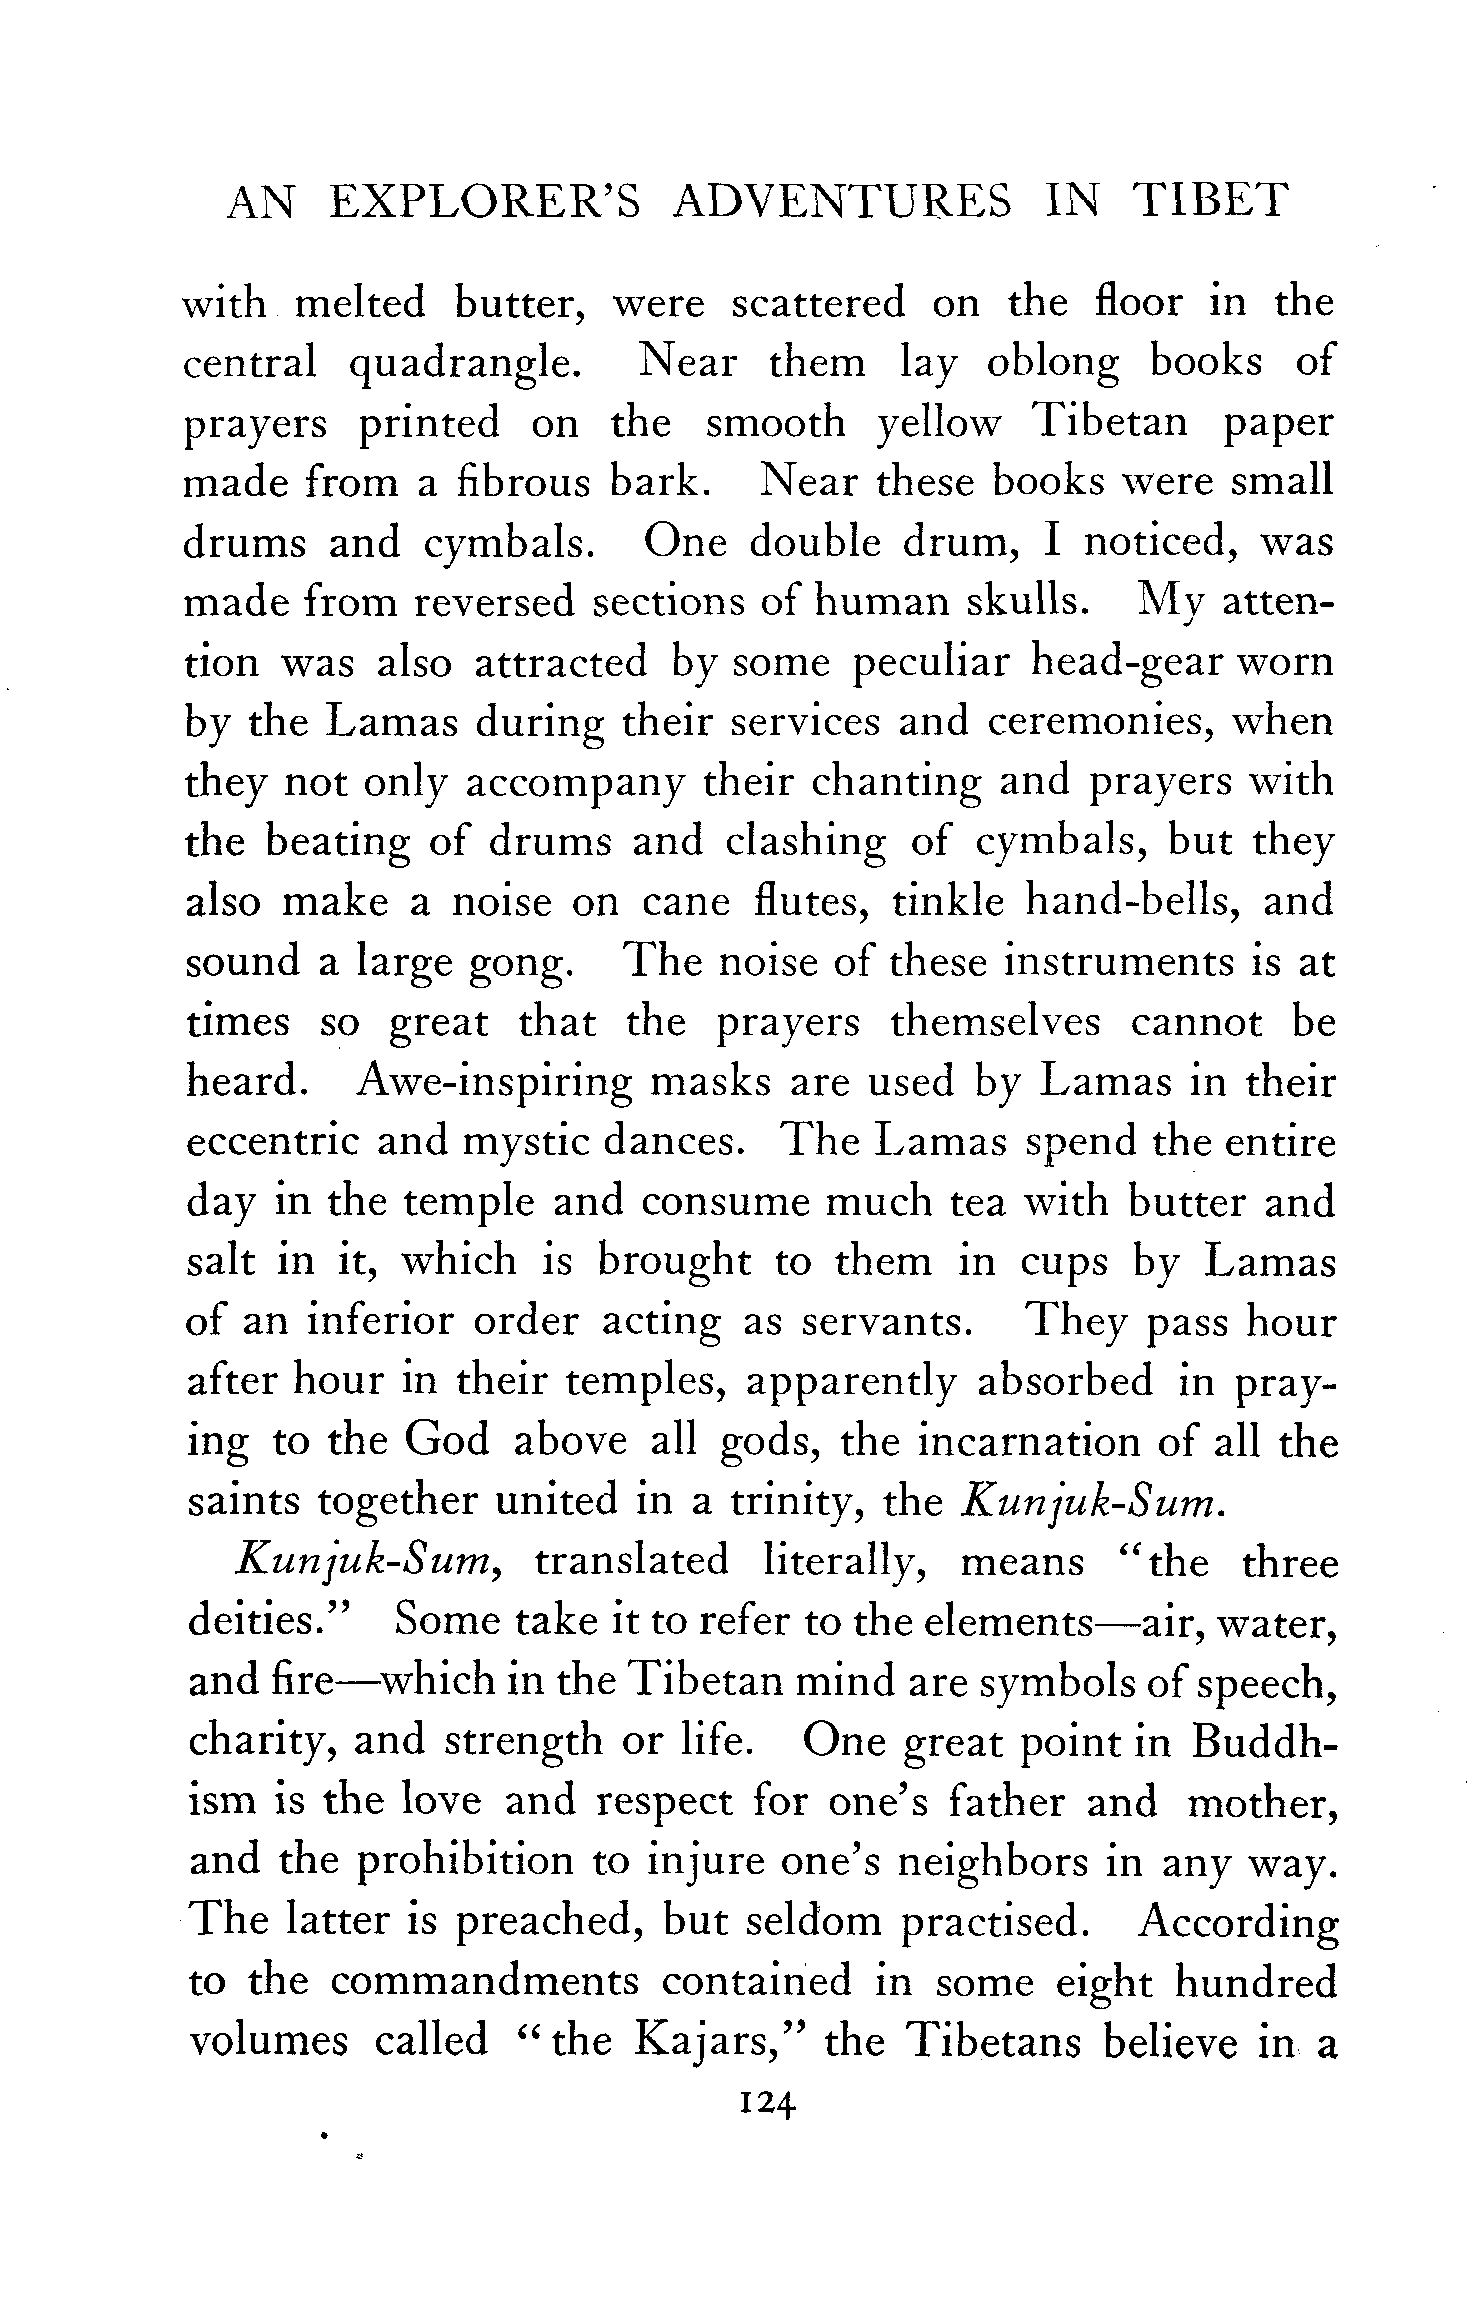 AN EXPLORER'S ADVENTURES IN TIBET
with melted butter, were scattered on the floor in the
central quadrangle. Near them lay oblong books of
prayers printed on the smooth yellow Tibetan paper
made from a fibrous bark. Near these books were small
drums and cymbals. One double drum, I noticed, was
made from reversed sections of human skulls. My atten-
tion was also attracted by some peculiar head-gear worn
by the Lamas during their services and ceremonies, when
they not only accompany their chanting and prayers with
the beating of drums and clashing of cymbals, but they
also make a noise on cane flutes, tinkle hand-bells, and
sound a large gong. The noise of these instruments is at
times so great that the prayers themselves cannot be
heard. Awe-inspiring masks are used by Lamas in their
eccentric and mystic dances. The Lamas spend the entire
day in the temple and consume much tea with butter and
salt in it, which is brought to them in cups by Lamas
of an inferior order acting as servants. They pass hour
after hour in their temples, apparently absorbed in pray-
ing to the God above all gods, the incarnation of all the
saints together united in a trinity, the Kunjuk-Sum.
Kunjuk-Sum, translated literally, means "the three
deities." Some take it to refer to the elements—air, water,
and fire—which in the Tibetan mind are symbols of speech,
charity, and strength or life. One great point in Buddh-
ism is the love and respect for one's father and mother,
and the prohibition to injure one's neighbors in any way.
The latter is preached, but seldom practised. According
to the commandments contained in some eight hundred
volumes called "the Kajars," the Tibetans believe in a
124